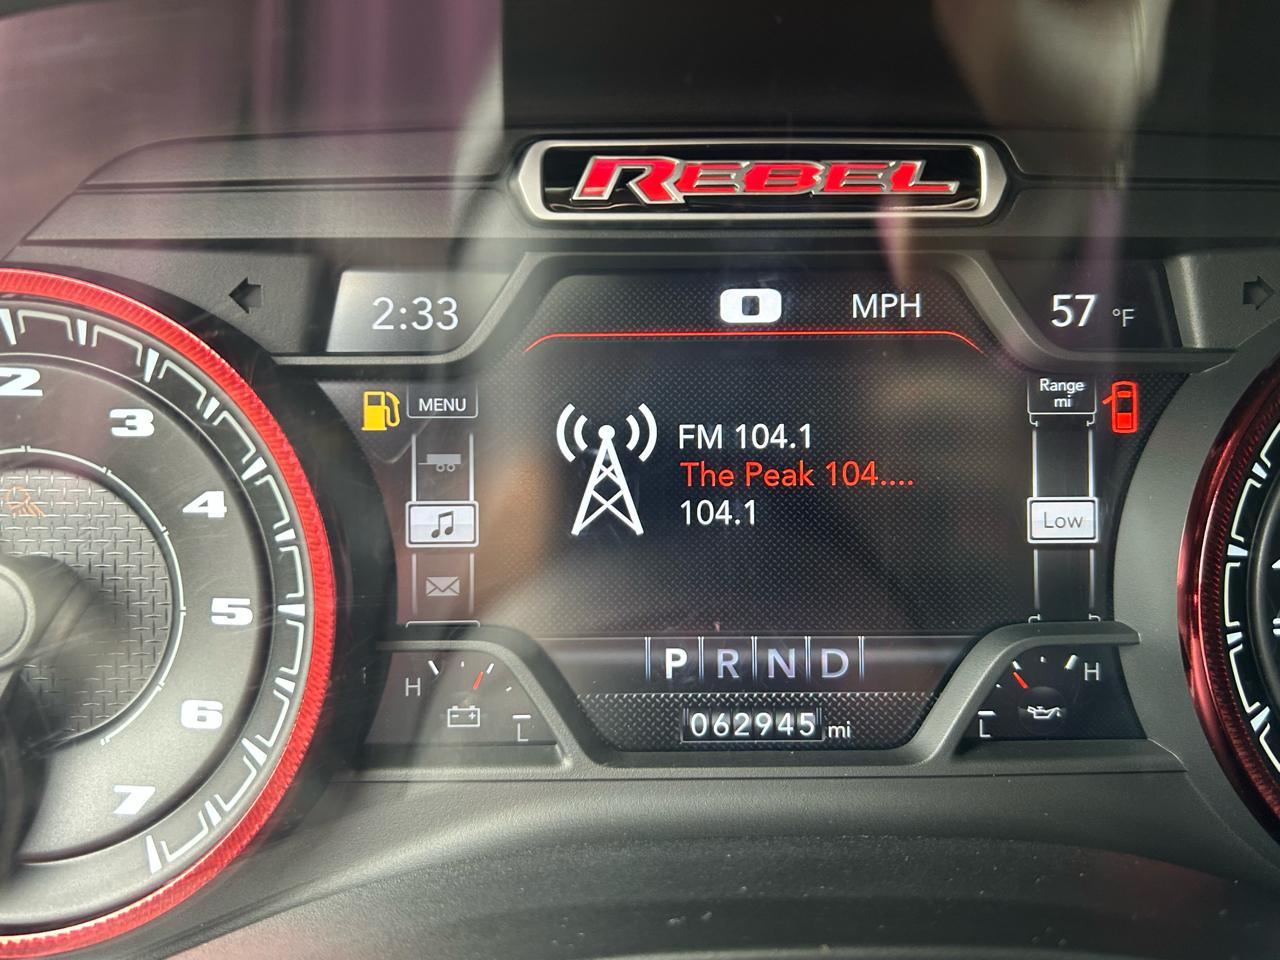 REBEL
2:33
0 MPH
57 °F
MENU
Range
mi
FM 104.1
The Peak 104....
104.1
Low
P R N D
H
L
062945 mi
L
H
2
3
4
5
6
7